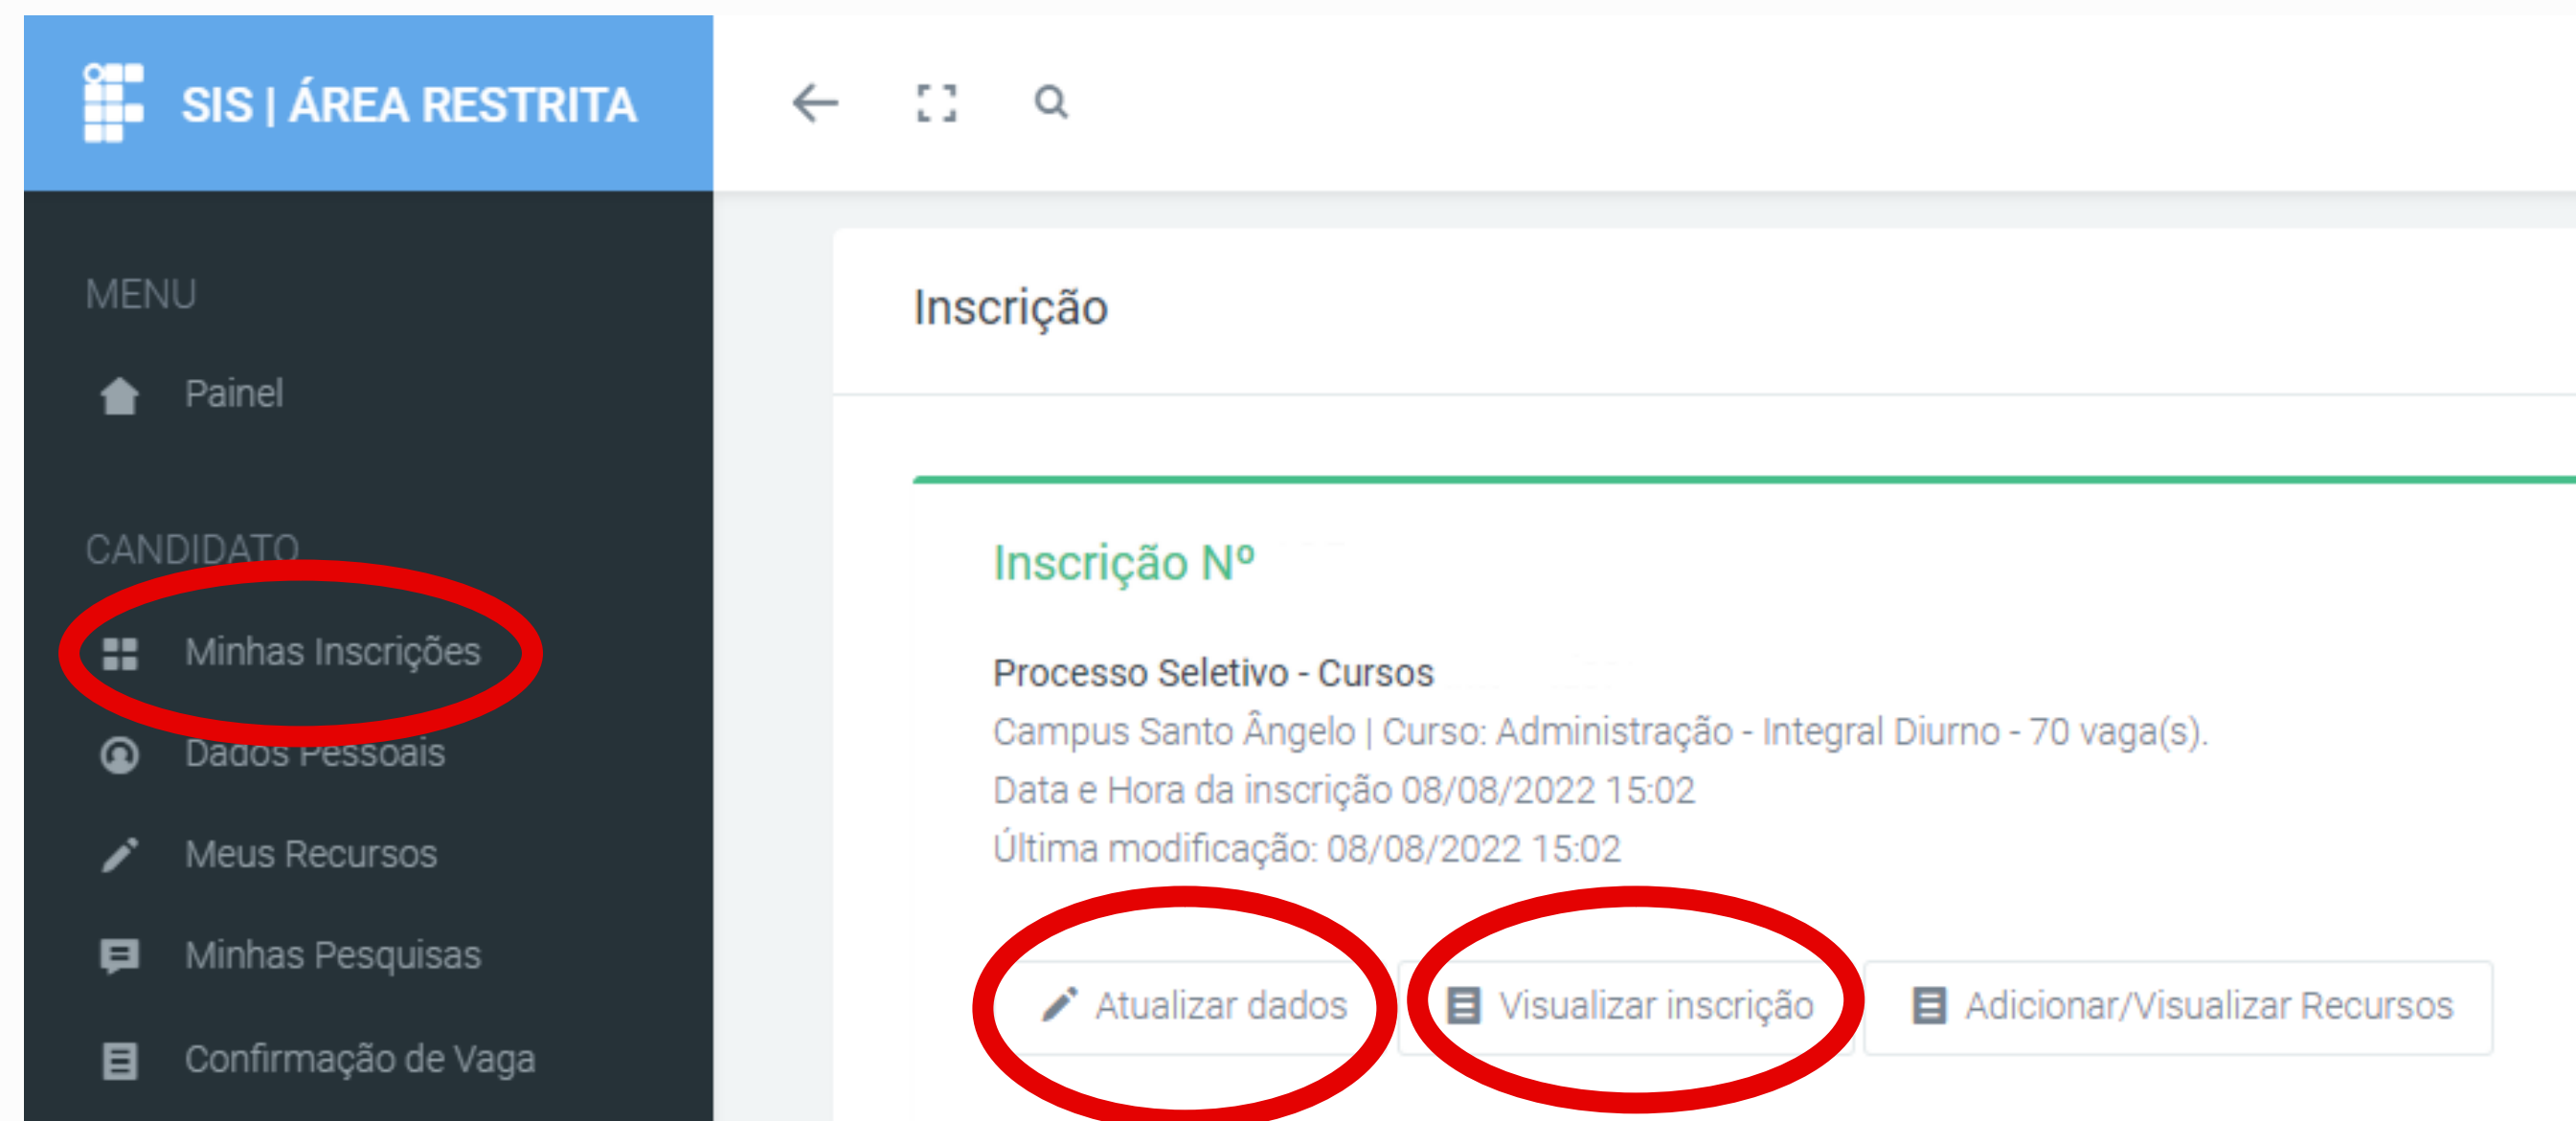 SIS | ÁREA RESTRITA
MENU
Painel
CANDIDATO
Minhas Inscrições
Dados Pessoais
Meus Recursos
Minhas Pesquisas
Confirmação de Vaga
Inscrição
Inscrição Nº
Processo Seletivo - Cursos
Campus Santo Ângelo | Curso: Administração - Integral Diurno - 70 vaga(s).
Data e Hora da inscrição 08/08/2022 15:02
Última modificação: 08/08/2022 15:02
Atualizar dados Visualizar inscrição Adicionar/Visualizar Recursos